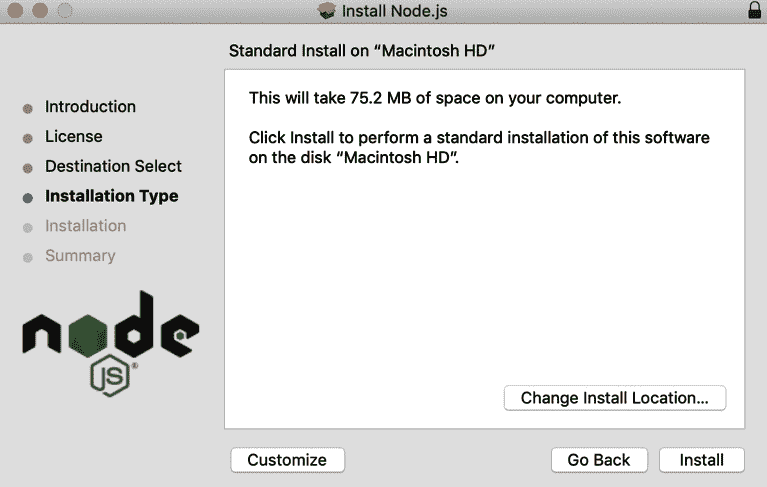 Install Node.js
Standard Install on “Macintosh HD”
Introduction
License
Destination Select
Installation Type
Installation
Summary
node
JS®
This will take 75.2 MB of space on your computer.
Click Install to perform a standard installation of this software
on the disk “Macintosh HD”.
Change Install Location...
Customize
Go Back
Install